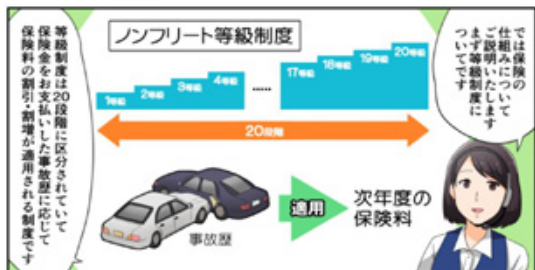 では保険の
仕組みについて
ご説明いたします
まず等級制度に
ついてです
ノンフリート等級制度
1等級
2等級
3等級
4等級
……
17等級
18等級
19等級
20等級
20段階
等級制度は20段階に区分されていて
保険金をお支払いした事故歴に応じて
保険料の割引・割増が適用される制度です
事故歴
適用
次年度の
保険料